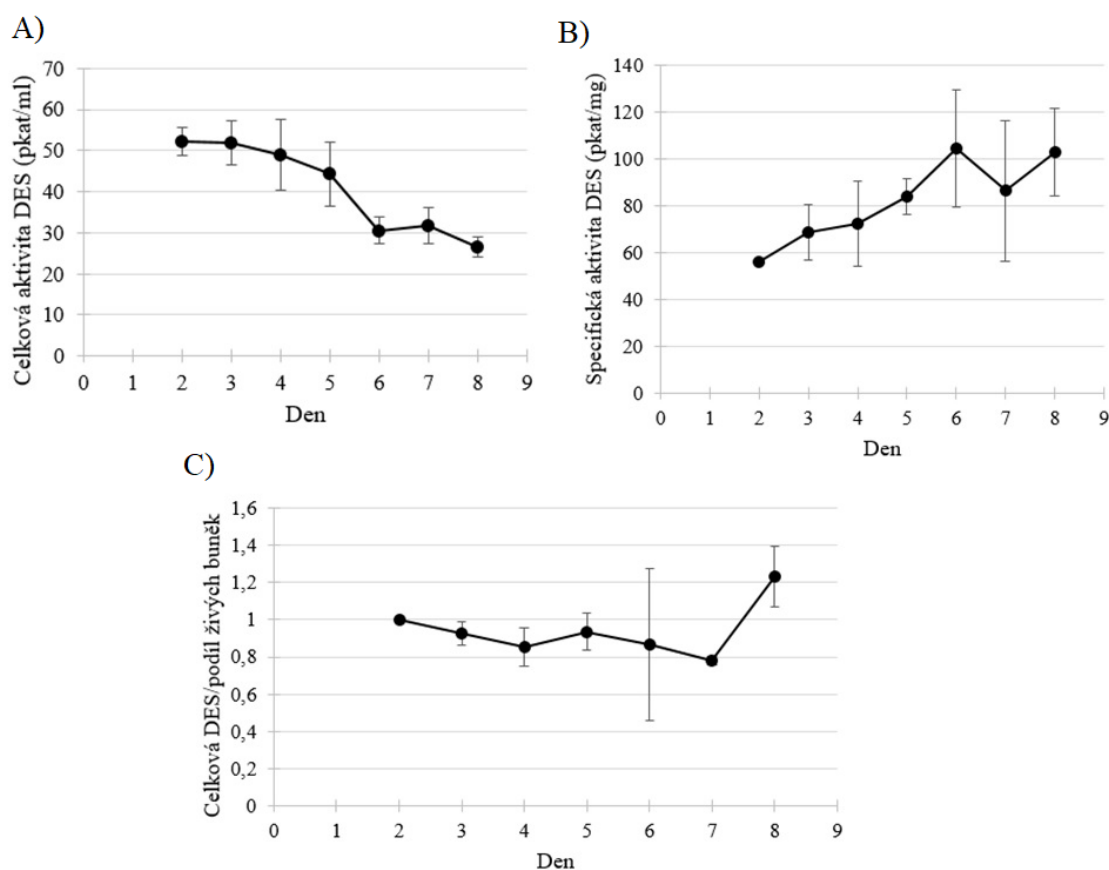 A)
Celková aktivita DES (pkat/ml)
70
60
50
40
30
20
10
0
0 1 2 3 4 5 6 7 8 9
Den
B)
Specifická aktivita DES (pkat/mg)
140
120
100
80
60
40
20
0
0 1 2 3 4 5 6 7 8 9
Den
C)
Celková DES/podíl živých buněk
1,6
1,4
1,2
1
0,8
0,6
0,4
0,2
0
0 1 2 3 4 5 6 7 8 9
Den